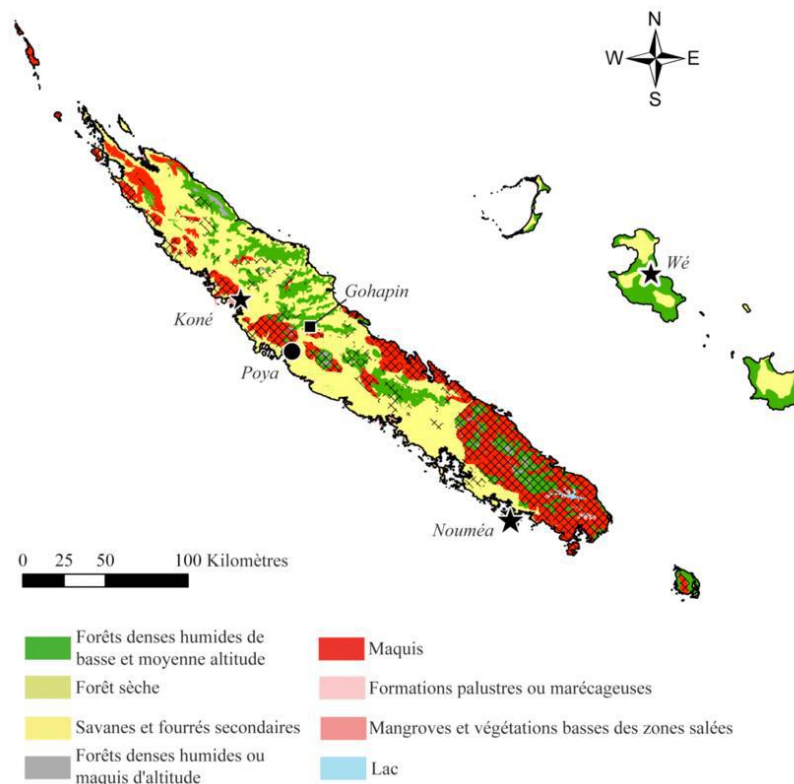 N
W E
S
Wé
Gohapin
Koné
Poya
Nouméa
0 25 50 100 Kilomètres
Forêts denses humides de
basse et moyenne altitude
Forêt sèche
Savanes et fourrés secondaires
Forêts denses humides ou
maquis d'altitude
Maquis
Formations palustres ou marécageuses
Mangroves et végétations basses des zones salées
Lac